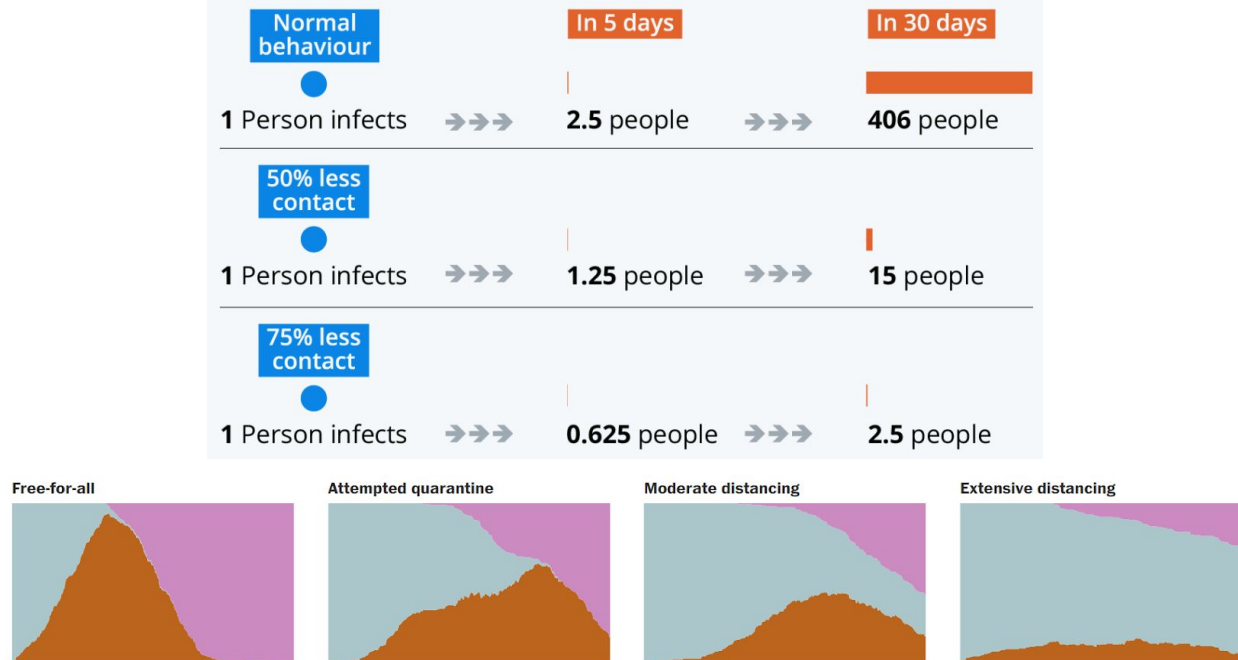 Normal behaviour
In 5 days
In 30 days
1 Person infects
2.5 people
406 people
50% less contact
1 Person infects
1.25 people
15 people
75% less contact
1 Person infects
0.625 people
2.5 people
Free-for-all
Attempted quarantine
Moderate distancing
Extensive distancing